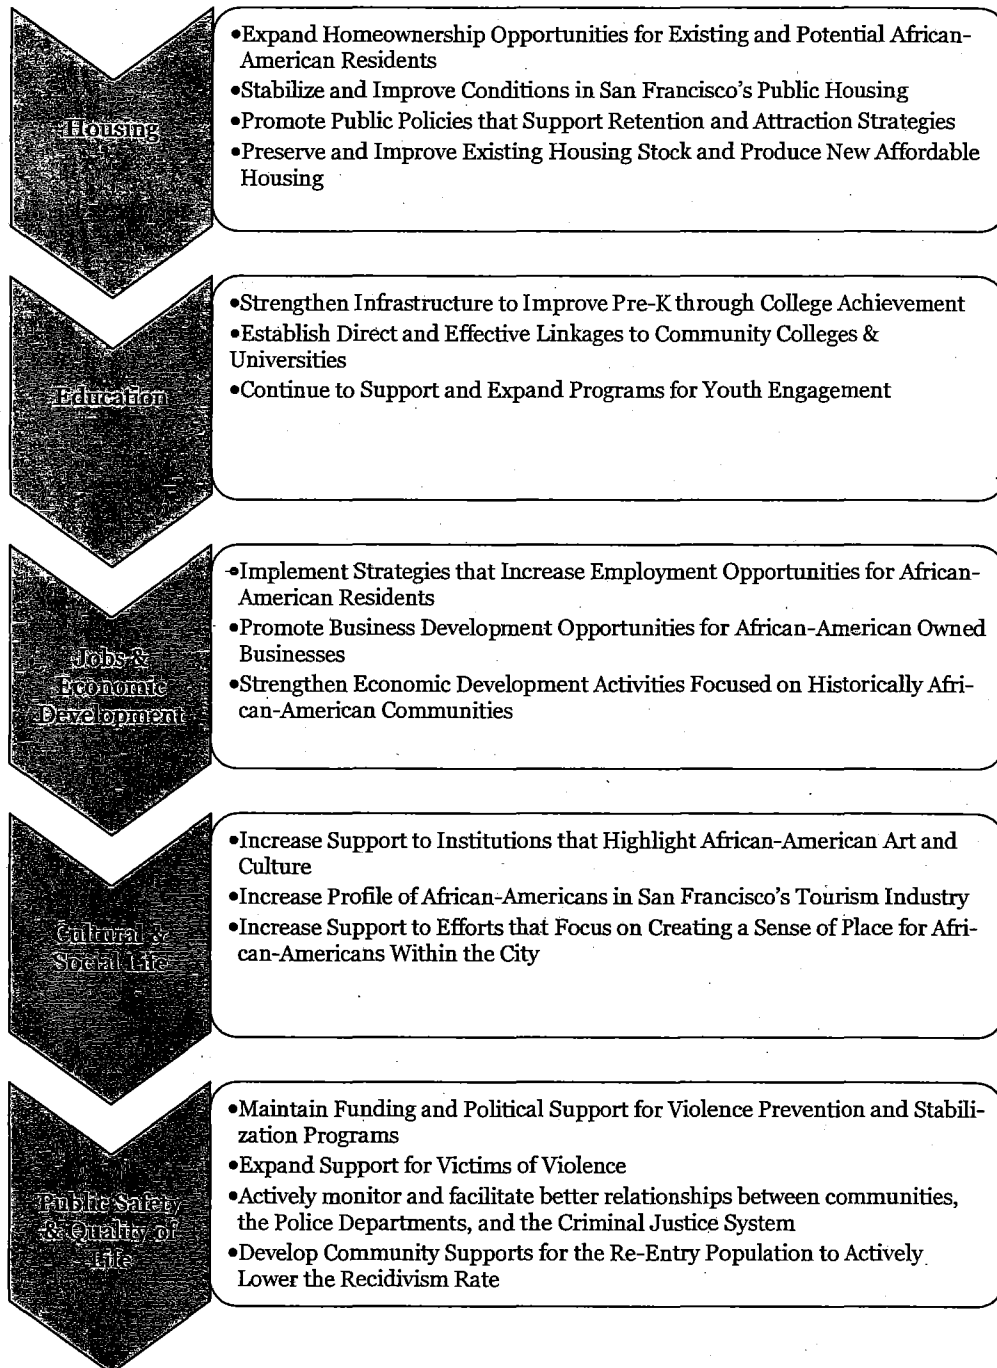 Housing
•Expand Homeownership Opportunities for Existing and Potential African-
American Residents
•Stabilize and Improve Conditions in San Francisco's Public Housing
•Promote Public Policies that Support Retention and Attraction Strategies
•Preserve and Improve Existing Housing Stock and Produce New Affordable
Housing
Education
•Strengthen Infrastructure to Improve Pre-K through College Achievement
•Establish Direct and Effective Linkages to Community Colleges &
Universities
•Continue to Support and Expand Programs for Youth Engagement
Jobs &
Economic
Development
•Implement Strategies that Increase Employment Opportunities for African-
American Residents
•Promote Business Development Opportunities for African-American Owned
Businesses
•Strengthen Economic Development Activities Focused on Historically Afri-
can-American Communities
Cultural &
Social Life
•Increase Support to Institutions that Highlight African-American Art and
Culture
•Increase Profile of African-Americans in San Francisco's Tourism Industry
•Increase Support to Efforts that Focus on Creating a Sense of Place for Afri-
can-Americans Within the City
Public Safety
& Quality of
Life
•Maintain Funding and Political Support for Violence Prevention and Stabili-
zation Programs
•Expand Support for Victims of Violence
•Actively monitor and facilitate better relationships between communities,
the Police Departments, and the Criminal Justice System
•Develop Community Supports for the Re-Entry Population to Actively
Lower the Recidivism Rate